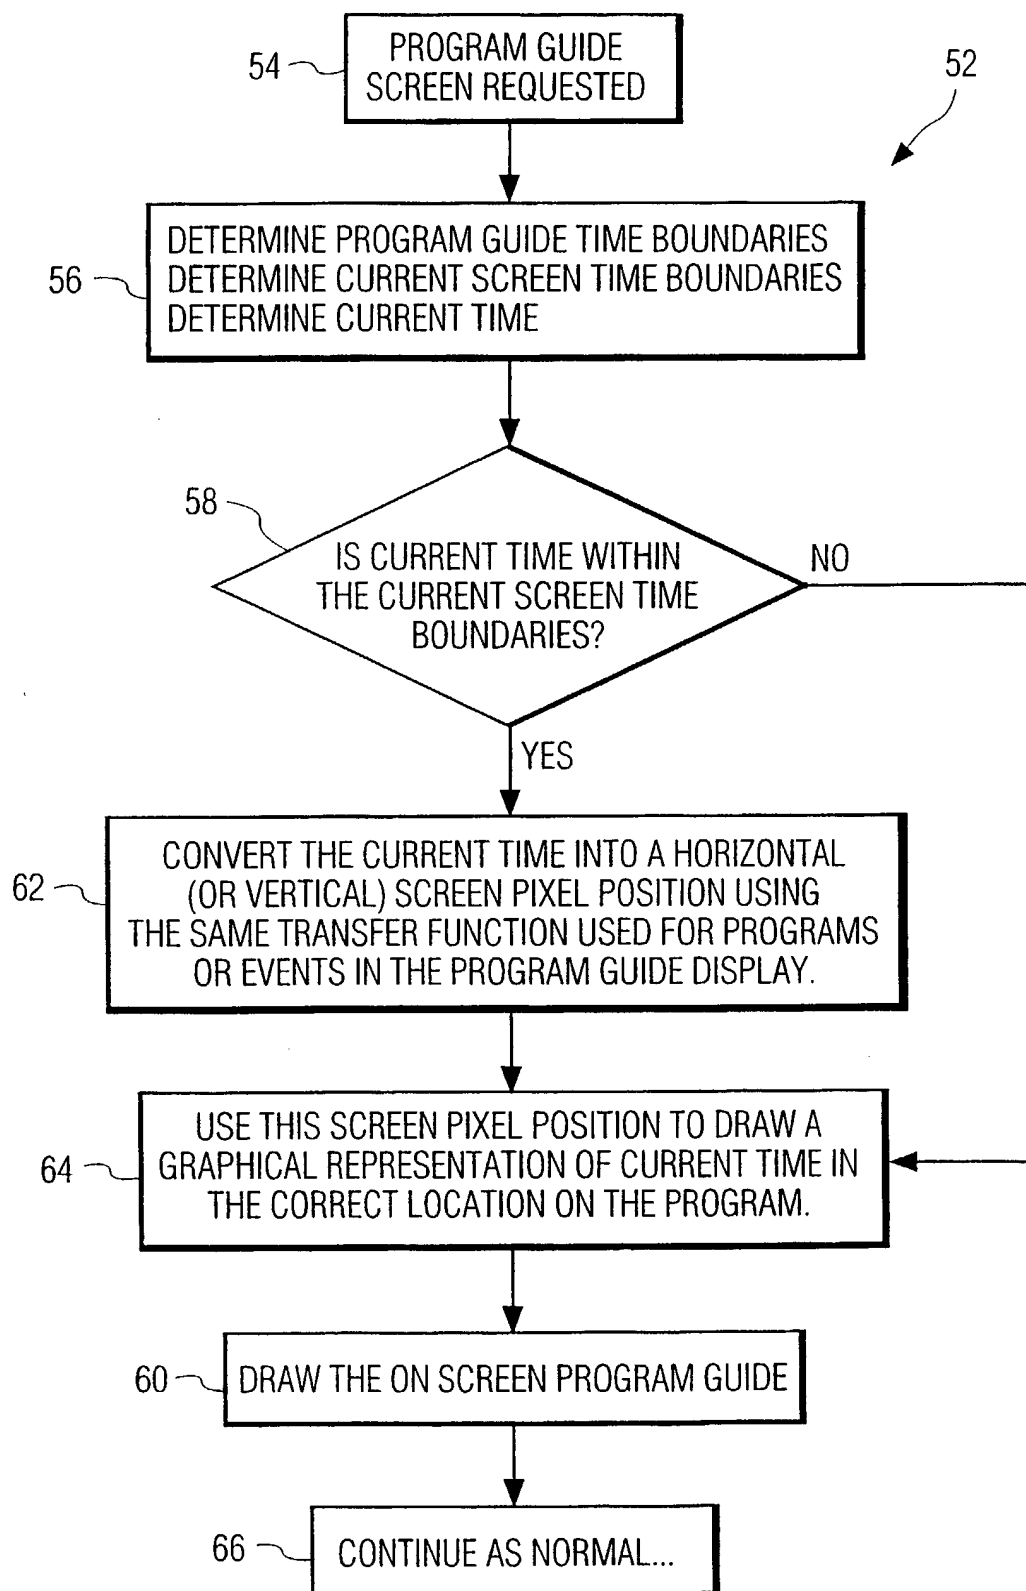 PROGRAM GUIDE
SCREEN REQUESTED
54
52
DETERMINE PROGRAM GUIDE TIME BOUNDARIES
DETERMINE CURRENT SCREEN TIME BOUNDARIES
DETERMINE CURRENT TIME
56
58
IS CURRENT TIME WITHIN
THE CURRENT SCREEN TIME
BOUNDARIES?
NO
YES
CONVERT THE CURRENT TIME INTO A HORIZONTAL
(OR VERTICAL) SCREEN PIXEL POSITION USING
THE SAME TRANSFER FUNCTION USED FOR PROGRAMS
OR EVENTS IN THE PROGRAM GUIDE DISPLAY.
62
USE THIS SCREEN PIXEL POSITION TO DRAW A
GRAPHICAL REPRESENTATION OF CURRENT TIME IN
THE CORRECT LOCATION ON THE PROGRAM.
64
60
DRAW THE ON SCREEN PROGRAM GUIDE
66
CONTINUE AS NORMAL...